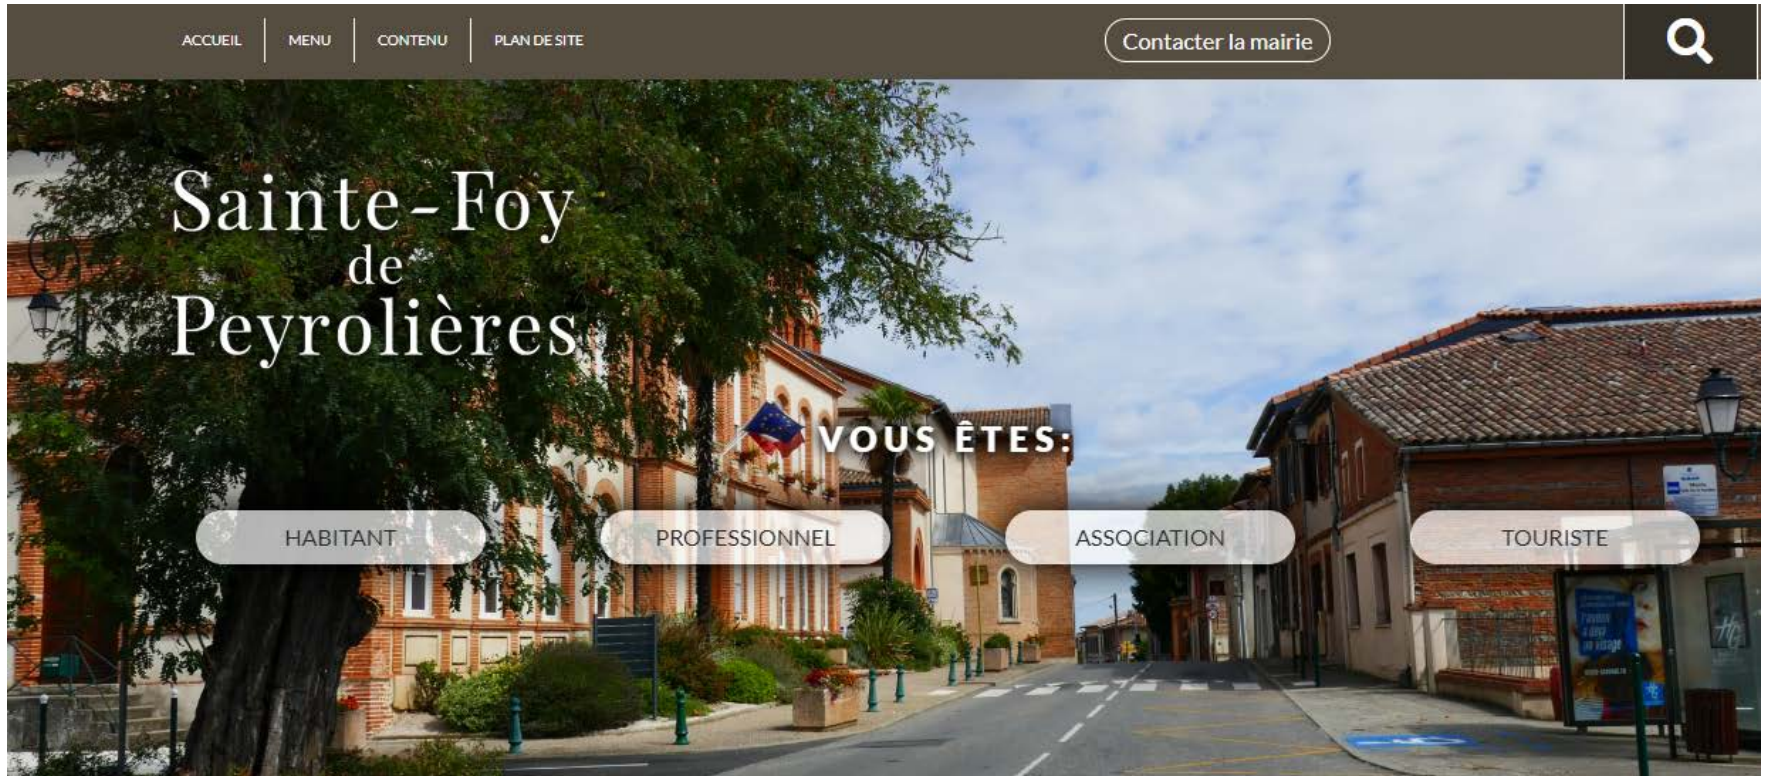 ACCUEIL
MENU
CONTENU
PLAN DE SITE
Contacter la mairie
Sainte-Foy
de
Peyrolières
VOUS ÊTES:
HABITANT
PROFESSIONNEL
ASSOCIATION
TOURISTE